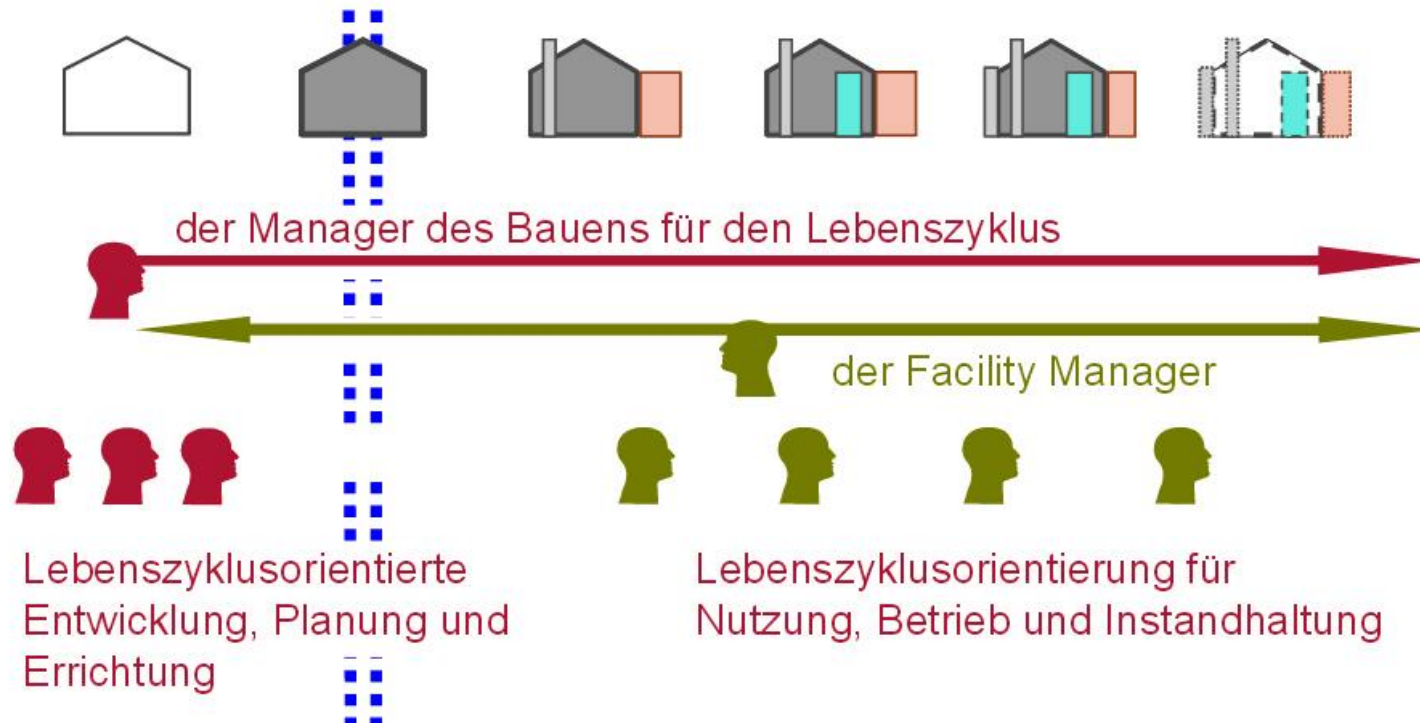 der Manager des Bauens für den Lebenszyklus
der Facility Manager
Lebenszyklusorientierte
Entwicklung, Planung und
Errichtung
Lebenszyklusorientierung für
Nutzung, Betrieb und Instandhaltung